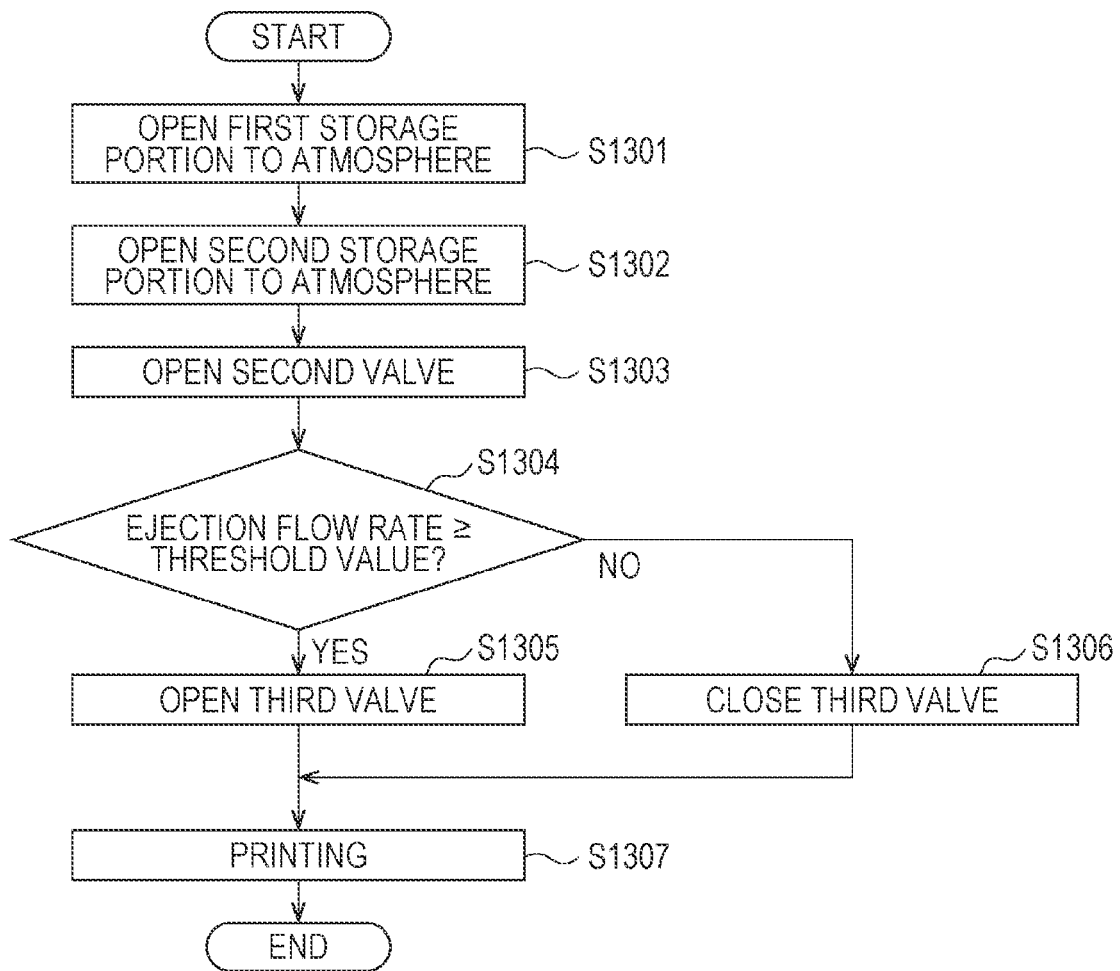 START
OPEN FIRST STORAGE
PORTION TO ATMOSPHERE
S1301
OPEN SECOND STORAGE
PORTION TO ATMOSPHERE
S1302
OPEN SECOND VALVE
S1303
S1304
EJECTION FLOW RATE ≥
THRESHOLD VALUE?
NO
YES
S1305
S1306
OPEN THIRD VALVE
CLOSE THIRD VALVE
PRINTING
S1307
END